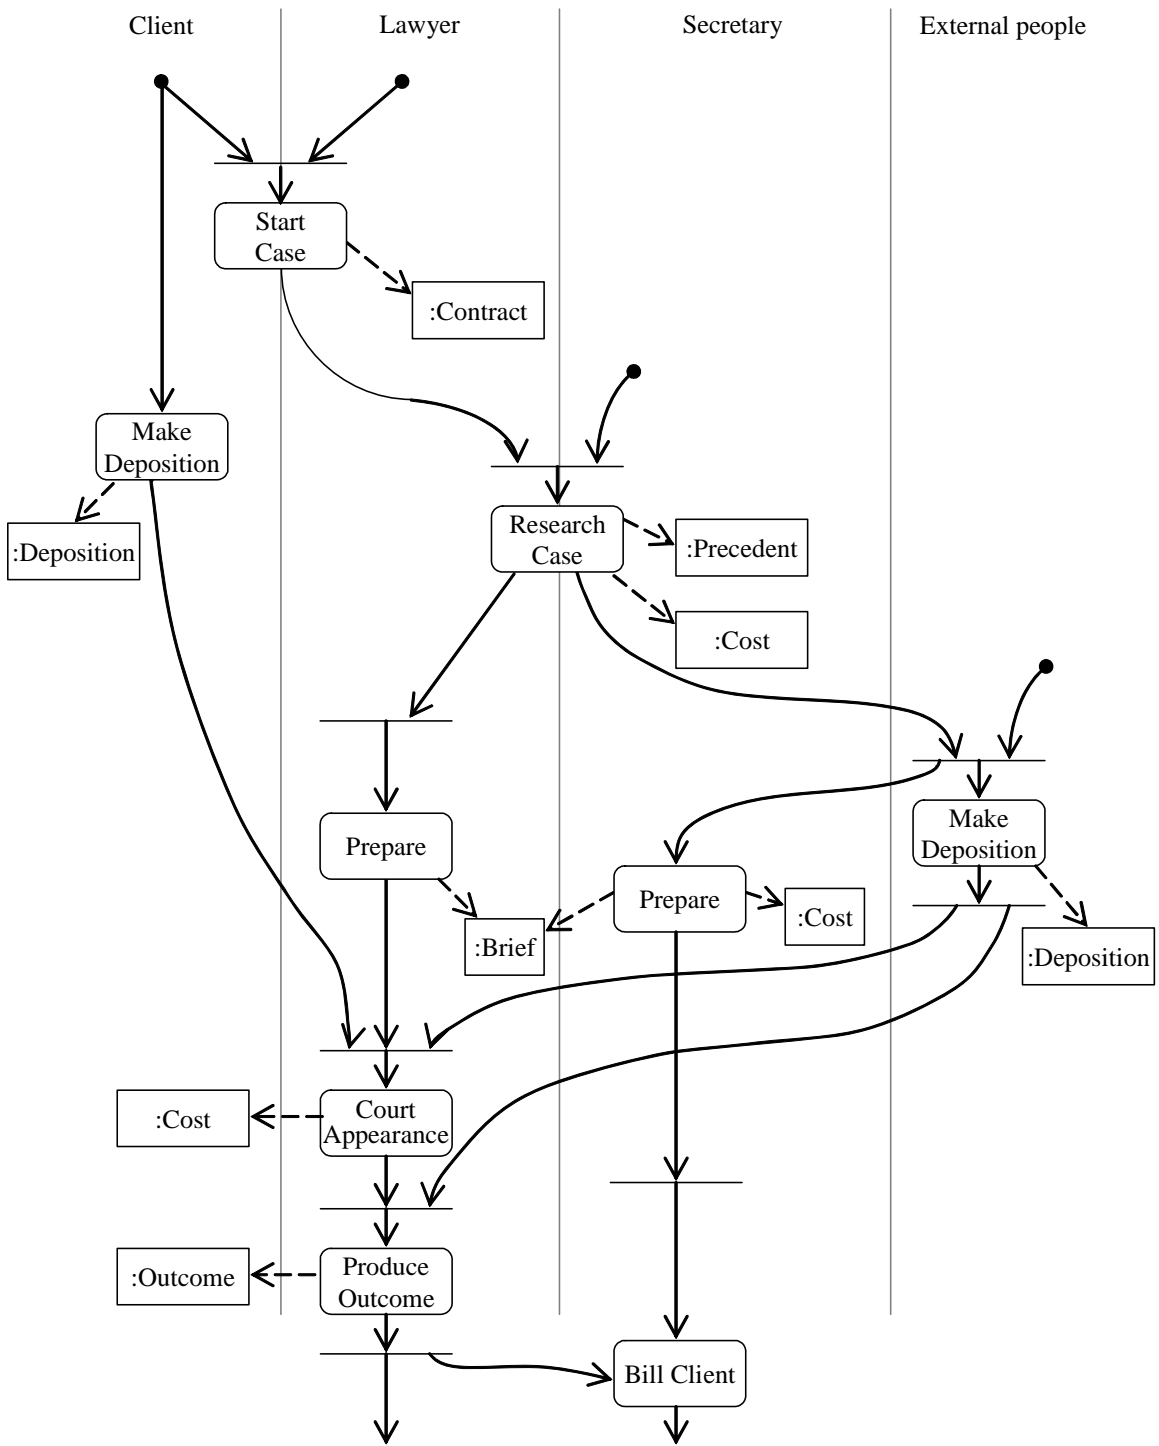 Client
Lawyer
Secretary
External people
Start
Case
:Contract
Make
Deposition
:Deposition
Research
Case
:Precedent
:Cost
Prepare
Make
Deposition
Prepare
:Cost
:Brief
:Deposition
:Cost
Court
Appearance
:Outcome
Produce
Outcome
Bill Client